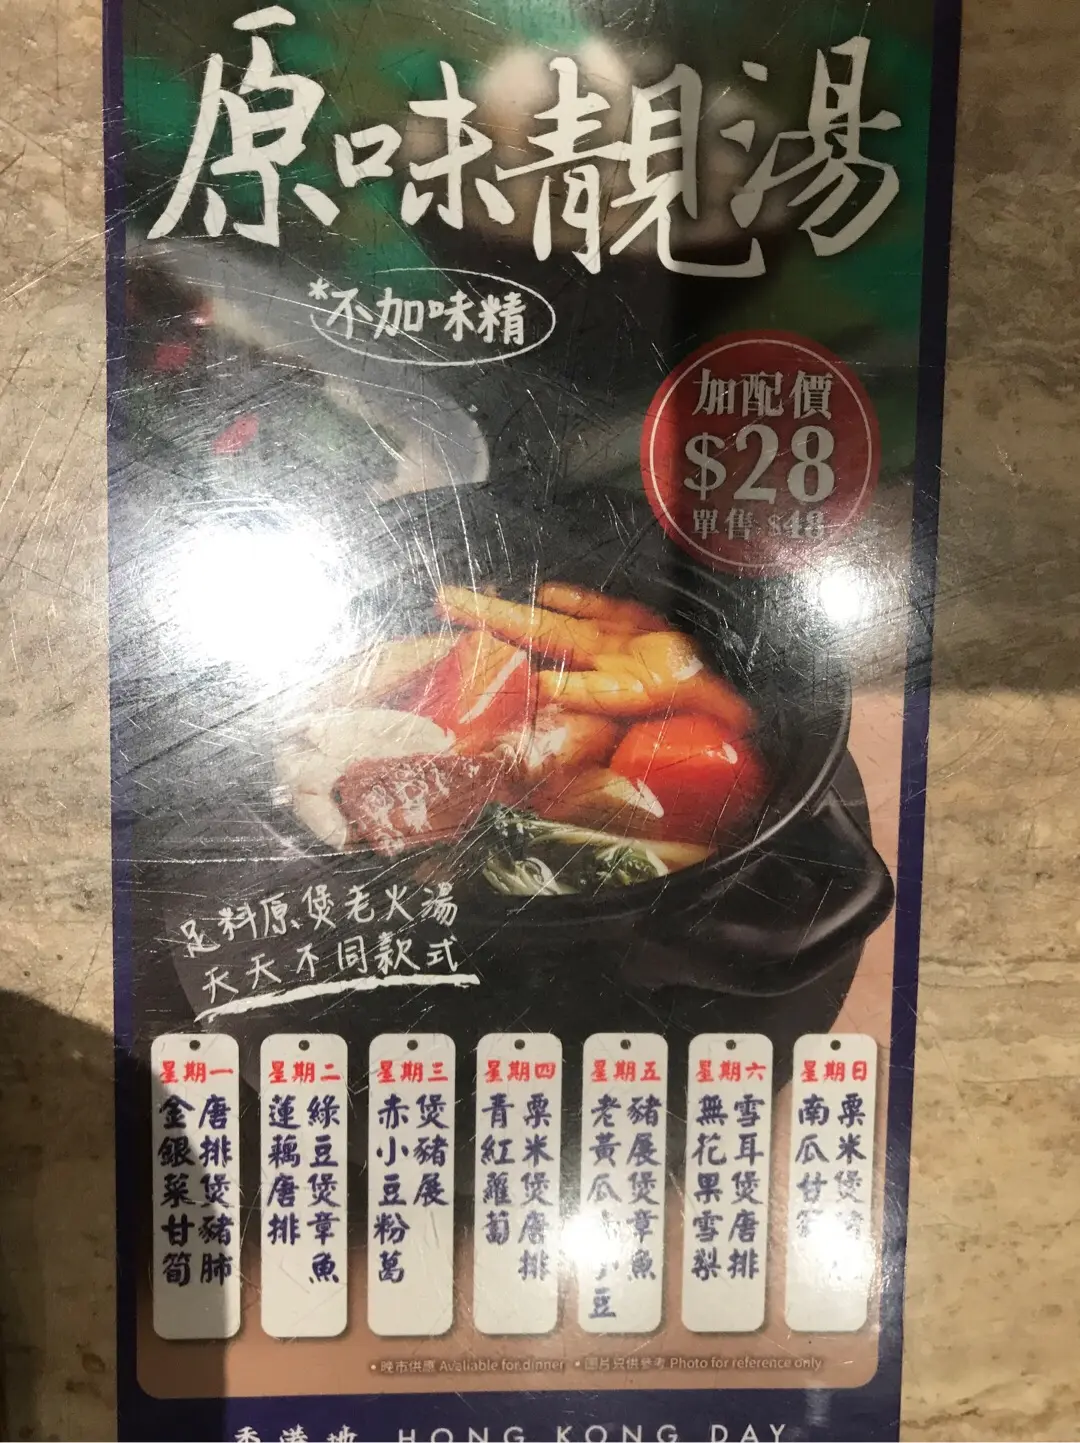 原味靚湯
*不加味精
加配價
$28
單售 $48
足料原煲老火湯
天天不同款式
星期一
金銀菜甘筍
唐排煲豬肺
星期二
蓮藕唐排
綠豆煲章魚
星期三
赤小豆粉葛
煲豬展
星期四
青紅蘿蔔
粟米煲唐排
星期五
老黃瓜小豆
豬展煲章魚
星期六
無花果雪梨
雪耳煲唐排
星期日
南瓜甘
粟米煲
•晚市供應 Avaliable for dinner •圖片只供參考 Photo for reference only
香港地 HONG KONG DAY